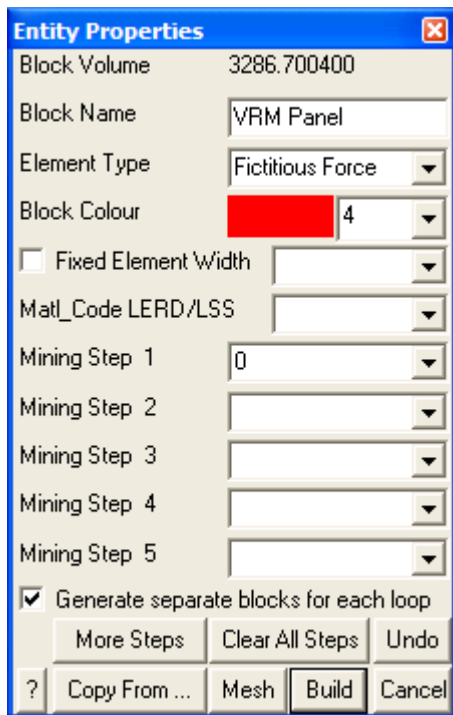 Entity Properties
Block Volume 3286.700400
Block Name VRM Panel
Element Type Fictitious Force
Block Colour 4
Fixed Element Width
Matl_Code LERD/LSS
Mining Step 1 0
Mining Step 2
Mining Step 3
Mining Step 4
Mining Step 5
Generate separate blocks for each loop
More Steps Clear All Steps Undo
? Copy From ... Mesh Build Cancel